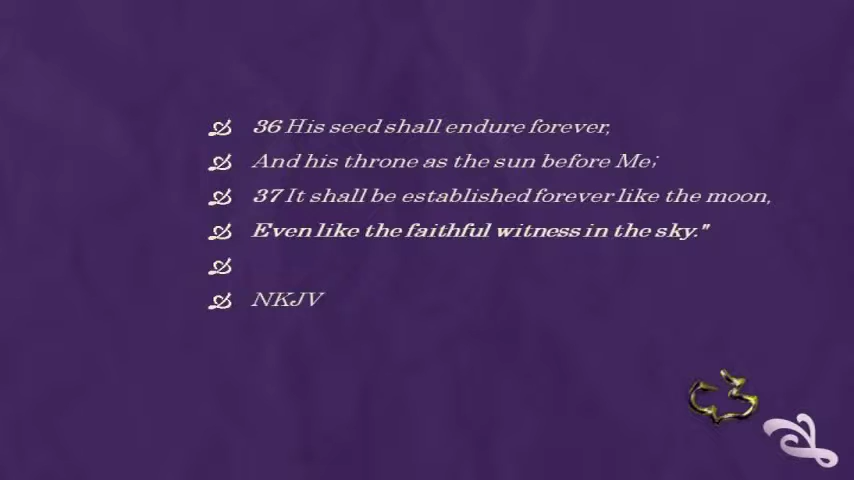 36 His seed shall endure forever,
And his throne as the sun before Me;
37 It shall be established forever like the moon,
Even like the faithful witness in the sky."
NKJV